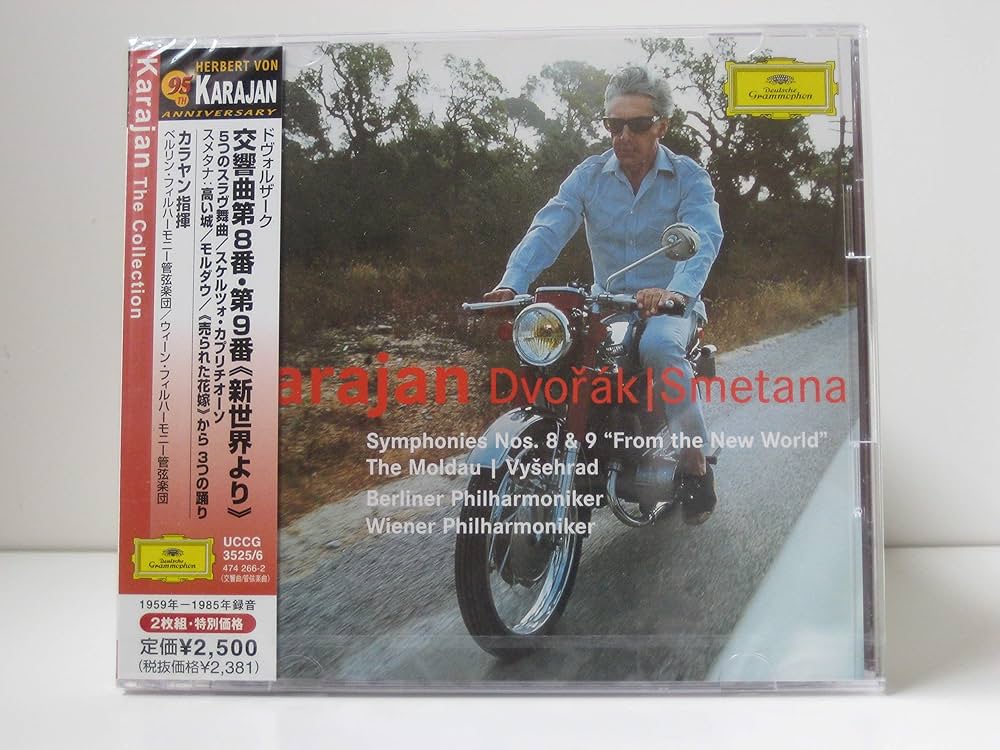 Karajan The Collection
95TH
HERBERT VON
KARAJAN
ANNIVERSARY
ドヴォルザーク
交響曲第8番・第9番《新世界より》
5つのスラヴ舞曲/スケルツォ・カプリチオーソ
スメタナ:高い城/モルダウ/《売られた花嫁》から 3つの踊り
カラヤン指揮
ベルリン・フィルハーモニー管弦楽団/ウィーン・フィルハーモニー管弦楽団
Deutsche
Grammophon
UCCG
3525/6
474 266-2
(交響曲/管弦楽曲)
1959年-1985年録音
2枚組・特別価格
定価¥2,500
(税抜価格¥2,381)
Deutsche
Grammophon
arajan Dvořák|Smetana
Symphonies Nos. 8 & 9 “From the New World”
The Moldau | Vyšehrad
Berliner Philharmoniker
Wiener Philharmoniker